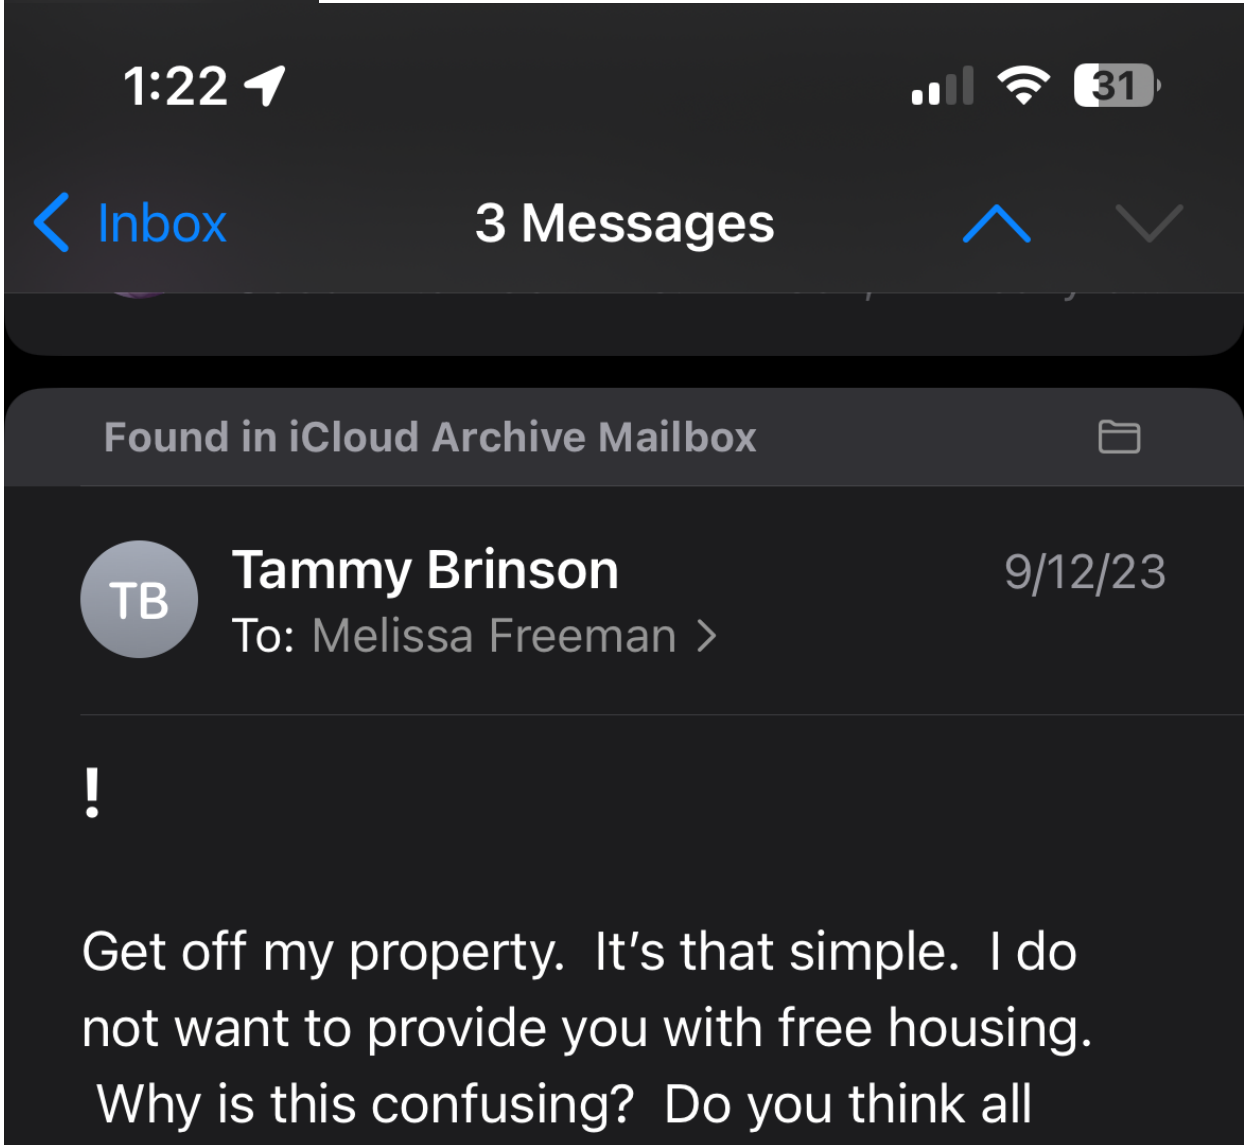 1:22
31
Inbox
3 Messages
Found in iCloud Archive Mailbox
TB
Tammy Brinson
9/12/23
To: Melissa Freeman
!
Get off my property.  It’s that simple.  I do
not want to provide you with free housing.
Why is this confusing?  Do you think all